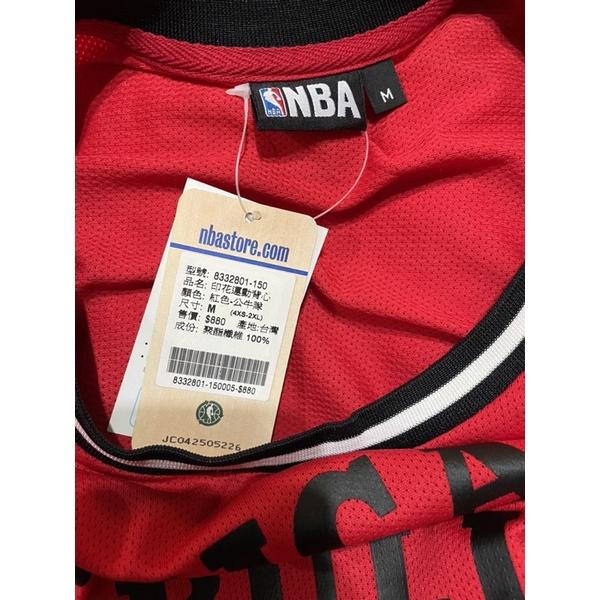 NBA
M
nbastore.com
型號: 8332801-150
品名: 印花運動背心
顏色: 紅色-公牛隊
尺寸: M (4XS-2XL)
售價: $880 產地:台灣
成份: 聚酯纖維 100%
8332801-150005-$880
JC042505226